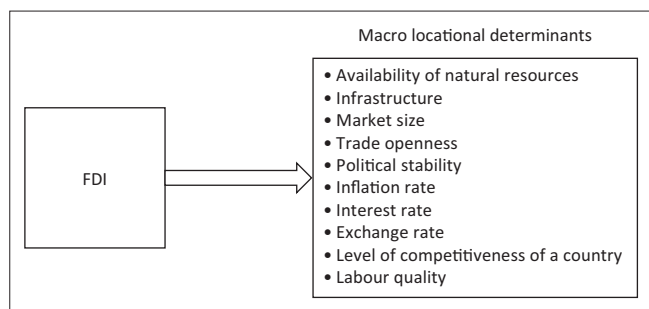 Macro locational determinants
• Availability of natural resources
• Infrastructure
• Market size
• Trade openness
• Political stability
• Inflation rate
• Interest rate
• Exchange rate
• Level of competitiveness of a country
• Labour quality
FDI